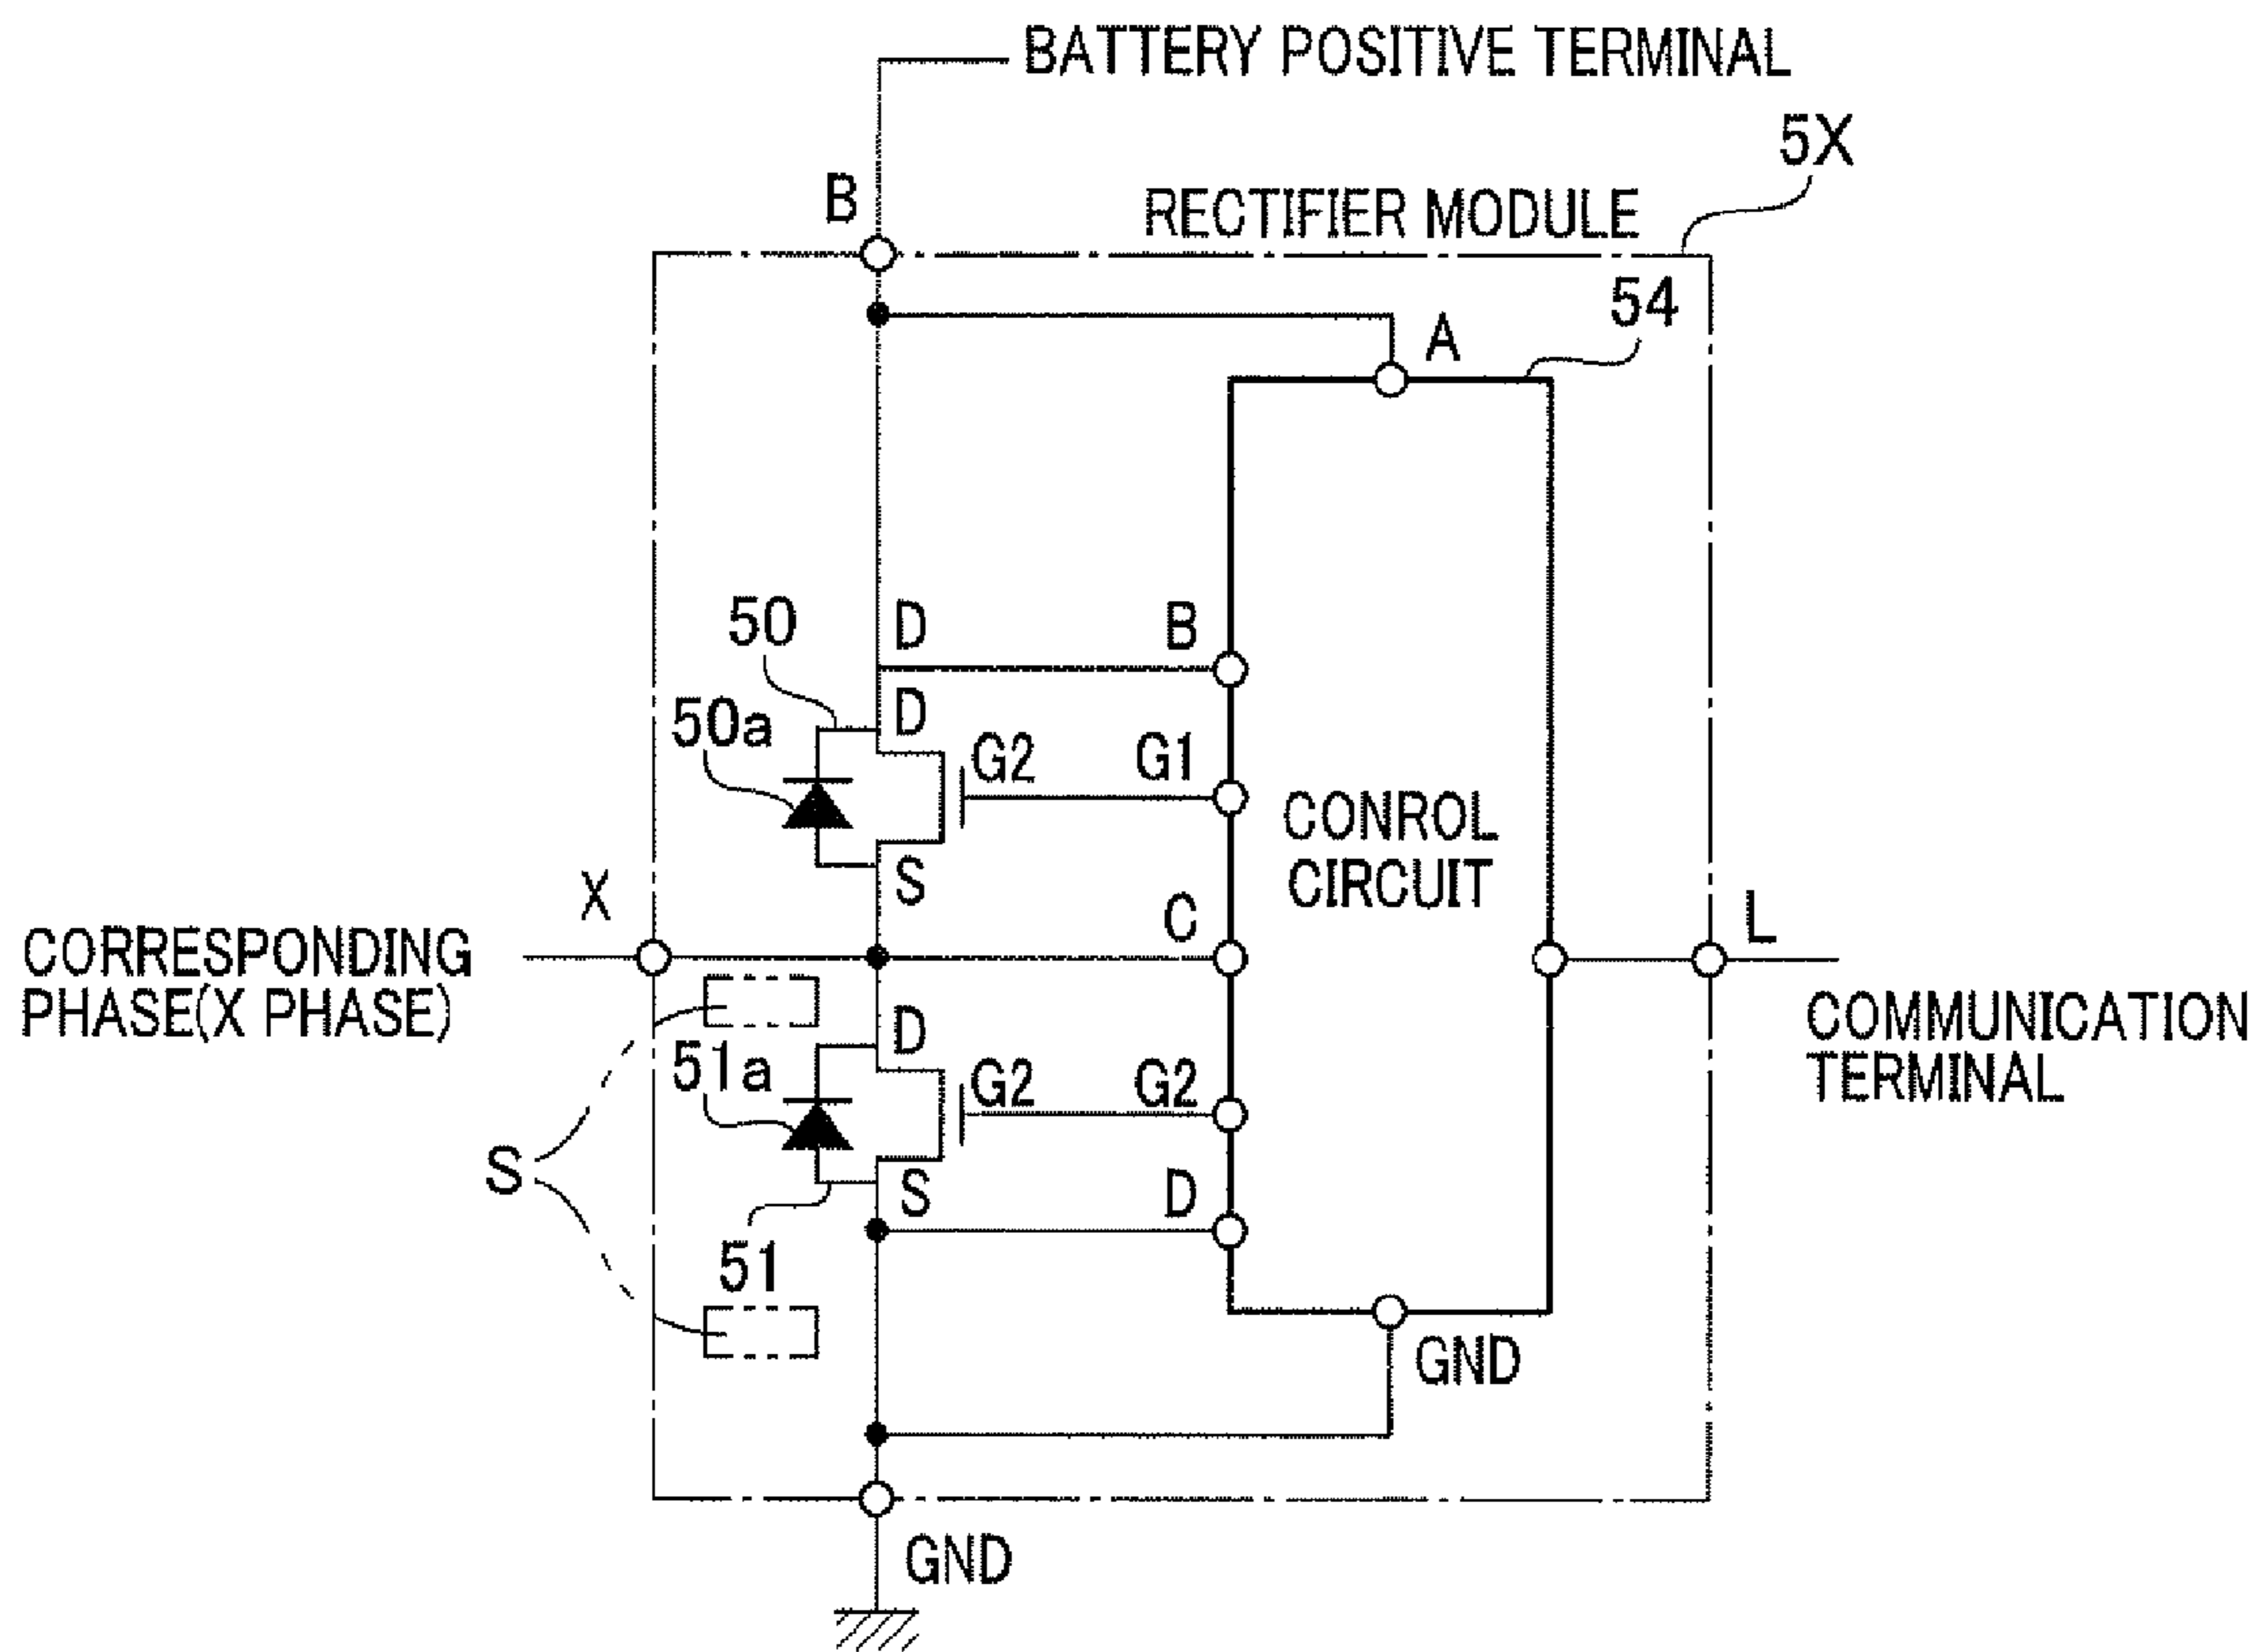 BATTERY POSITIVE TERMINAL
5X
B
RECTIFIER MODULE
54
A
50
D
B
D
50a
G2
G1
CONROL
CIRCUIT
S
X
C
L
CORRESPONDING
PHASE(X PHASE)
COMMUNICATION
TERMINAL
D
51a
G2
G2
S
S
D
51
GND
GND